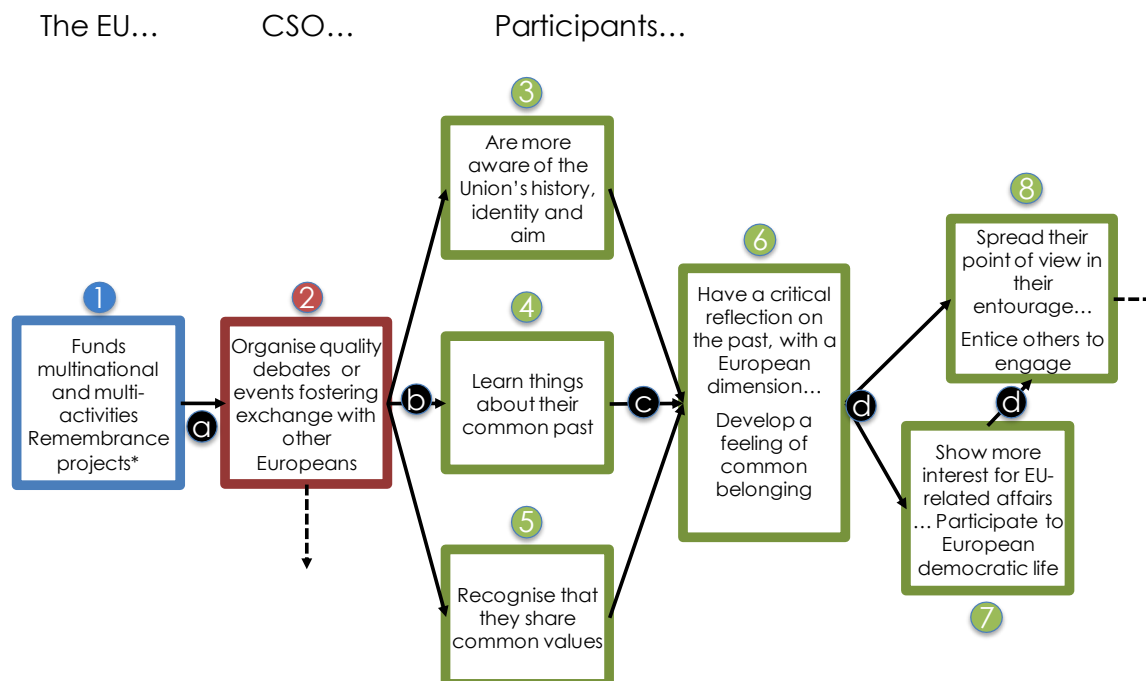 The EU… CSO… Participants…
1
Funds
multinational
and multi-
activities
Remembrance
projects*
a
2
Organise quality
debates or
events fostering
exchange with
other
Europeans
b
3
Are more
aware of the
Union’s history,
identity and
aim
4
Learn things
about their
common past
5
Recognise that
they share
common values
c
6
Have a critical
reflection on
the past, with a
European
dimension…
Develop a
feeling of
common
belonging
d
8
Spread their
point of view in
their
entourage…
Entice others to
engage
d
Show more
interest for EU-
related affairs
… Participate to
European
democratic life
7